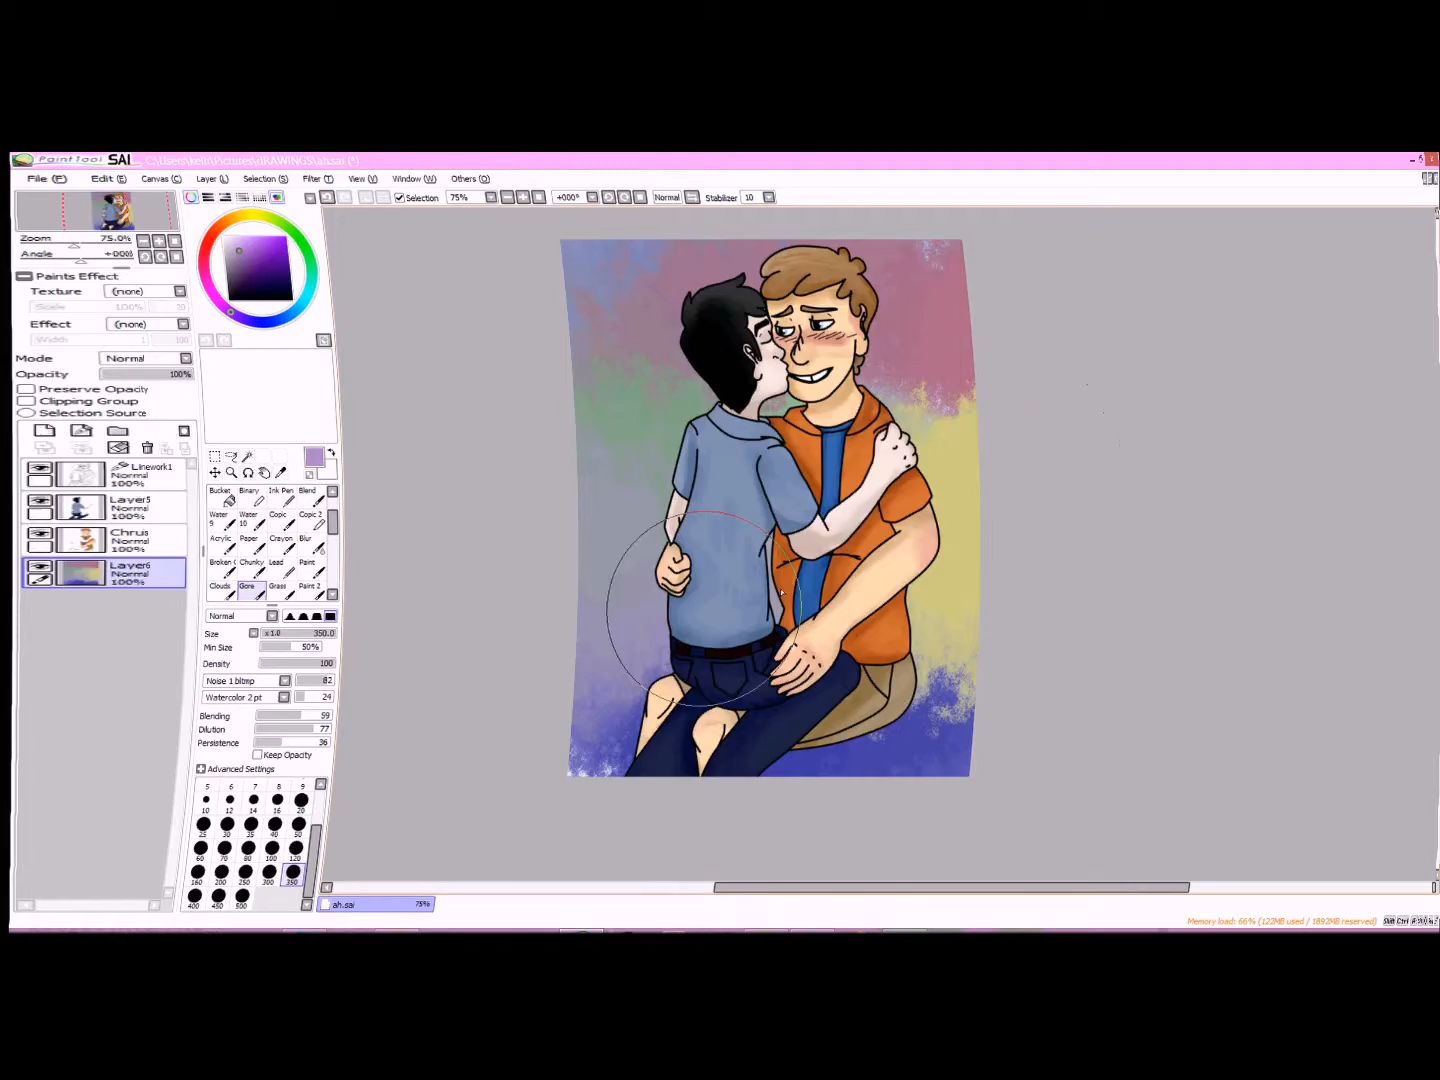 PaintTool SAI C:\Users\kelli\Pictures\dRAWINGS\ah.sai (*)
File (F) Edit (E) Canvas (C) Layer (L) Selection (S) Filter (T) View (V) Window (W) Others (O)
Selection 75% +000° Normal Stabilizer 10
Zoom 75.0%
Angle +000°
Paints Effect
Texture (none)
Scale 100% 20
Effect (none)
Width 1 100
Mode Normal
Opacity 100%
Preserve Opacity
Clipping Group
Selection Source
Linework1
Normal
100%
Layer5
Normal
100%
Chrus
Normal
100%
Layer6
Normal
100%
Bucket Binary Ink Pen Blend
Water 9 Water 10 Copic Copic 2
Acrylic Paper Crayon Blur
Broken C Chunky Lead Paint
Clouds Gore Grass Paint 2
Normal
Size x 1.0 350.0
Min Size 50%
Density 100
Noise 1 bitmp 82
Watercolor 2 pt 24
Blending 59
Dilution 77
Persistence 36
Keep Opacity
Advanced Settings
5 6 7 8 9
10 12 14 16 20
25 30 35 40 50
60 70 80 100 120
160 200 250 300 350
400 450 500
ah.sai 75%
Memory load: 66% (122MB used / 1892MB reserved)